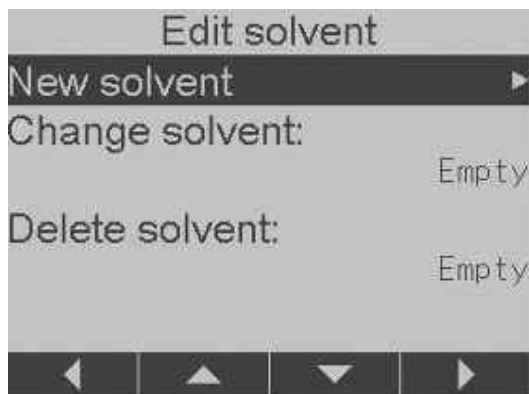 Edit solvent
New solvent
Change solvent:
Empty
Delete solvent:
Empty